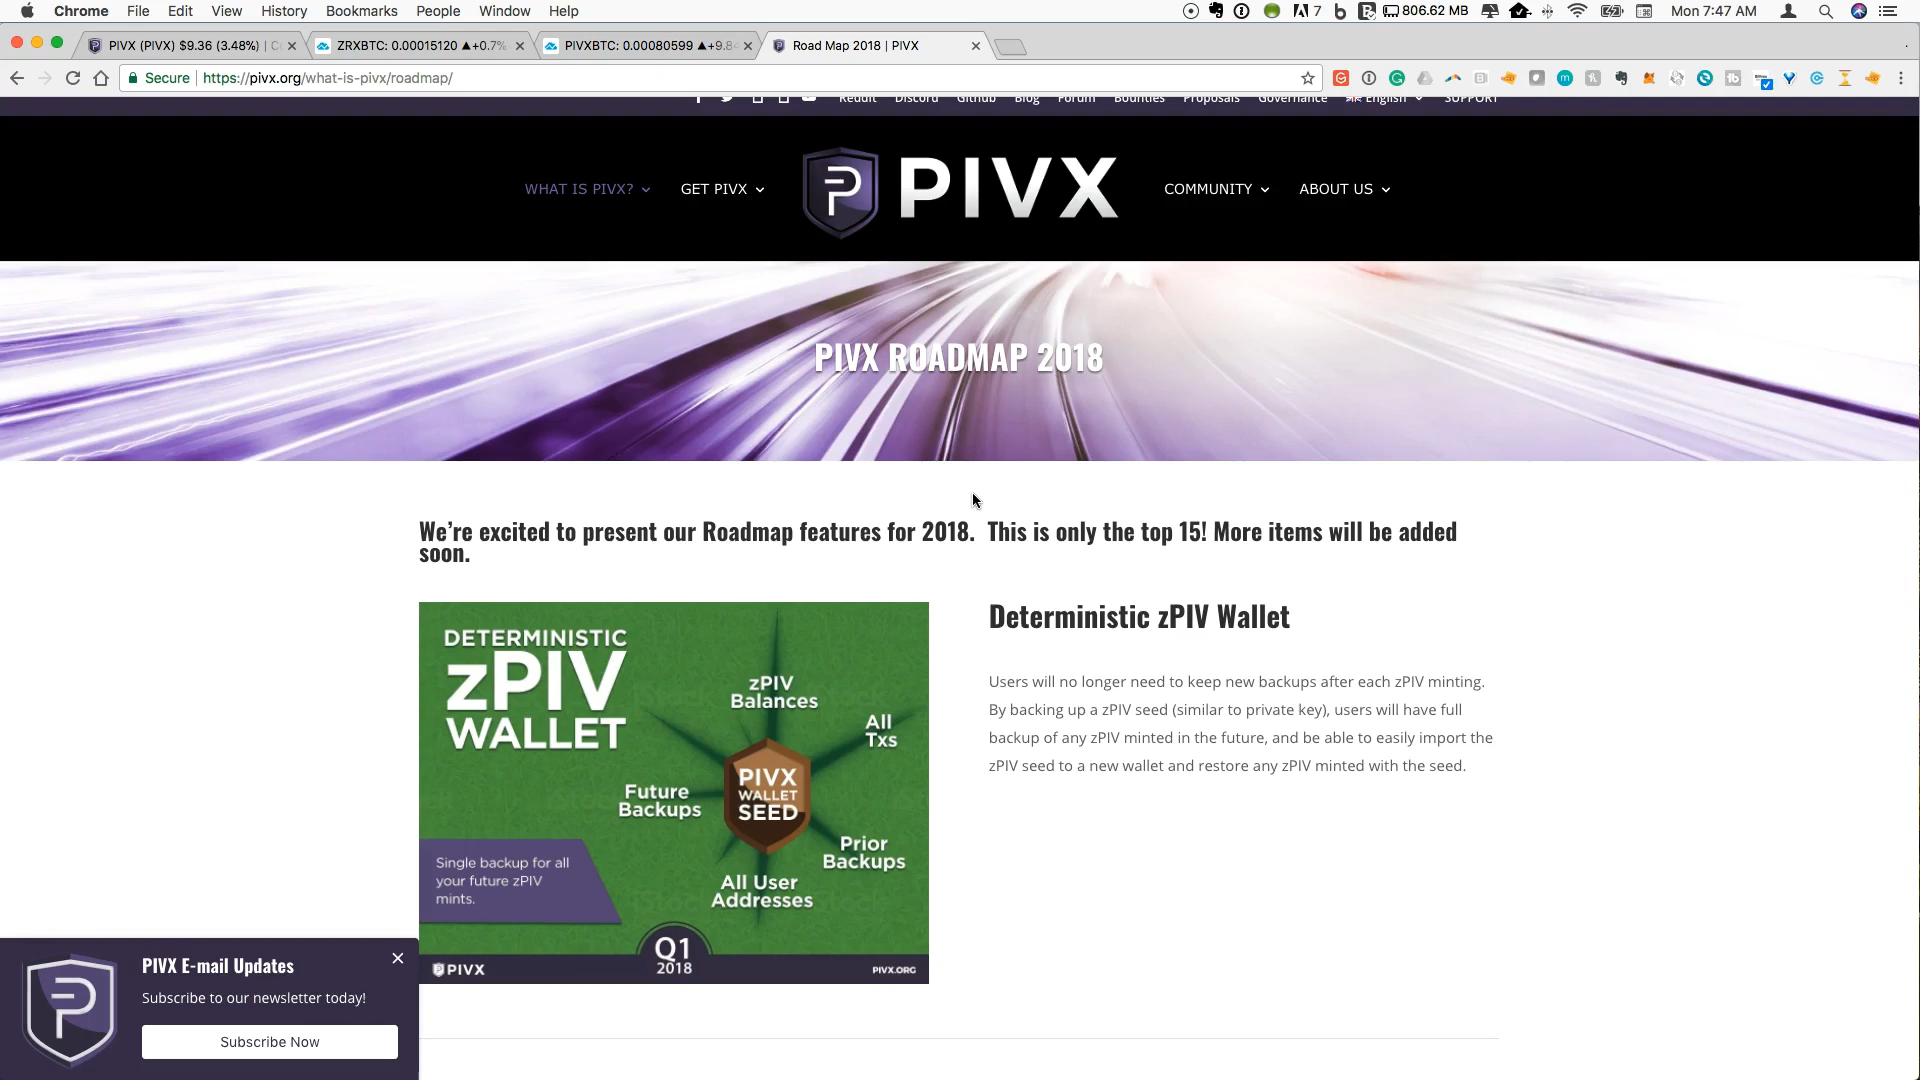 Chrome File Edit View History Bookmarks People Window Help
7
806.62 MB
Mon 7:47 AM
PIVX (PIVX) $9.36 (3.48%) | C
ZRXBTC: 0.00015120 ▲+0.7%
PIVXBTC: 0.00080599 ▲+9.8
Road Map 2018 | PIVX
Secure https://pivx.org/what-is-pivx/roadmap/
Reddit Discord Github Blog Forum Bounties Proposals Governance English SUPPORT
WHAT IS PIVX?
GET PIVX
PIVX
COMMUNITY
ABOUT US
PIVX ROADMAP 2018
We're excited to present our Roadmap features for 2018. This is only the top 15! More items will be added
soon.
DETERMINISTIC
zPIV
WALLET
zPIV
Balances
All
Txs
PIVX
WALLET
SEED
Future
Backups
Prior
Backups
All User
Addresses
Single backup for all
your future zPIV
mints.
Q1
2018
PIVX
PIVX.ORG
Deterministic zPIV Wallet
Users will no longer need to keep new backups after each zPIV minting.
By backing up a zPIV seed (similar to private key), users will have full
backup of any zPIV minted in the future, and be able to easily import the
zPIV seed to a new wallet and restore any zPIV minted with the seed.
PIVX E-mail Updates
Subscribe to our newsletter today!
Subscribe Now